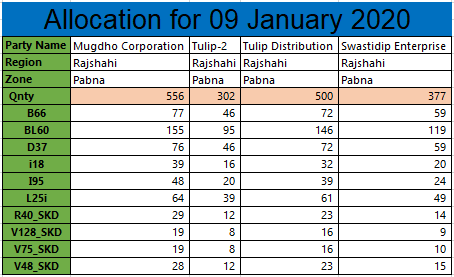 Allocation for 09 January 2020
Party Name Mugdho Corporation Tulip-2 Tulip Distribution Swastidip Enterprise
Region Rajshahi Rajshahi Rajshahi Rajshahi
Zone Pabna Pabna Pabna Pabna
Qnty 556 302 500 377
B66 77 46 72 59
BL60 155 95 146 119
D37 76 46 72 59
i18 39 16 32 20
I95 48 20 39 24
L25i 64 39 61 49
R40_SKD 29 12 23 14
V128_SKD 19 8 16 9
V75_SKD 19 8 16 10
V48_SKD 28 12 23 15